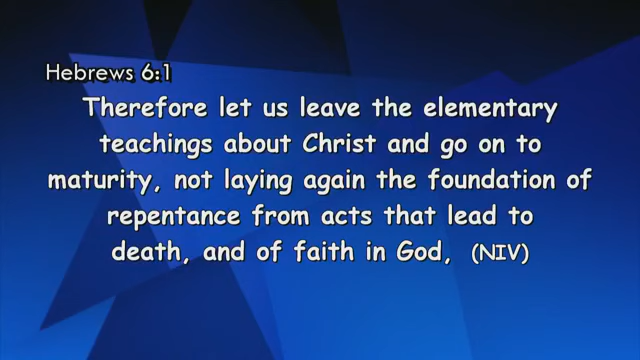 Hebrews 6:1
Therefore let us leave the elementary
teachings about Christ and go on to
maturity, not laying again the foundation of
repentance from acts that lead to
death, and of faith in God, (NIV)